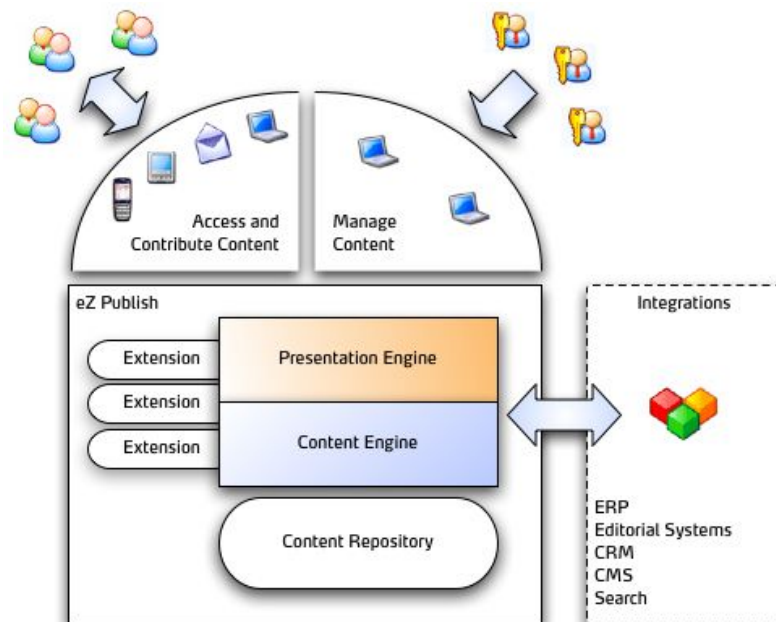 Access and
Contribute Content
Manage
Content
eZ Publish
Extension
Extension
Extension
Presentation Engine
Content Engine
Content Repository
Integrations
ERP
Editorial Systems
CRM
CMS
Search